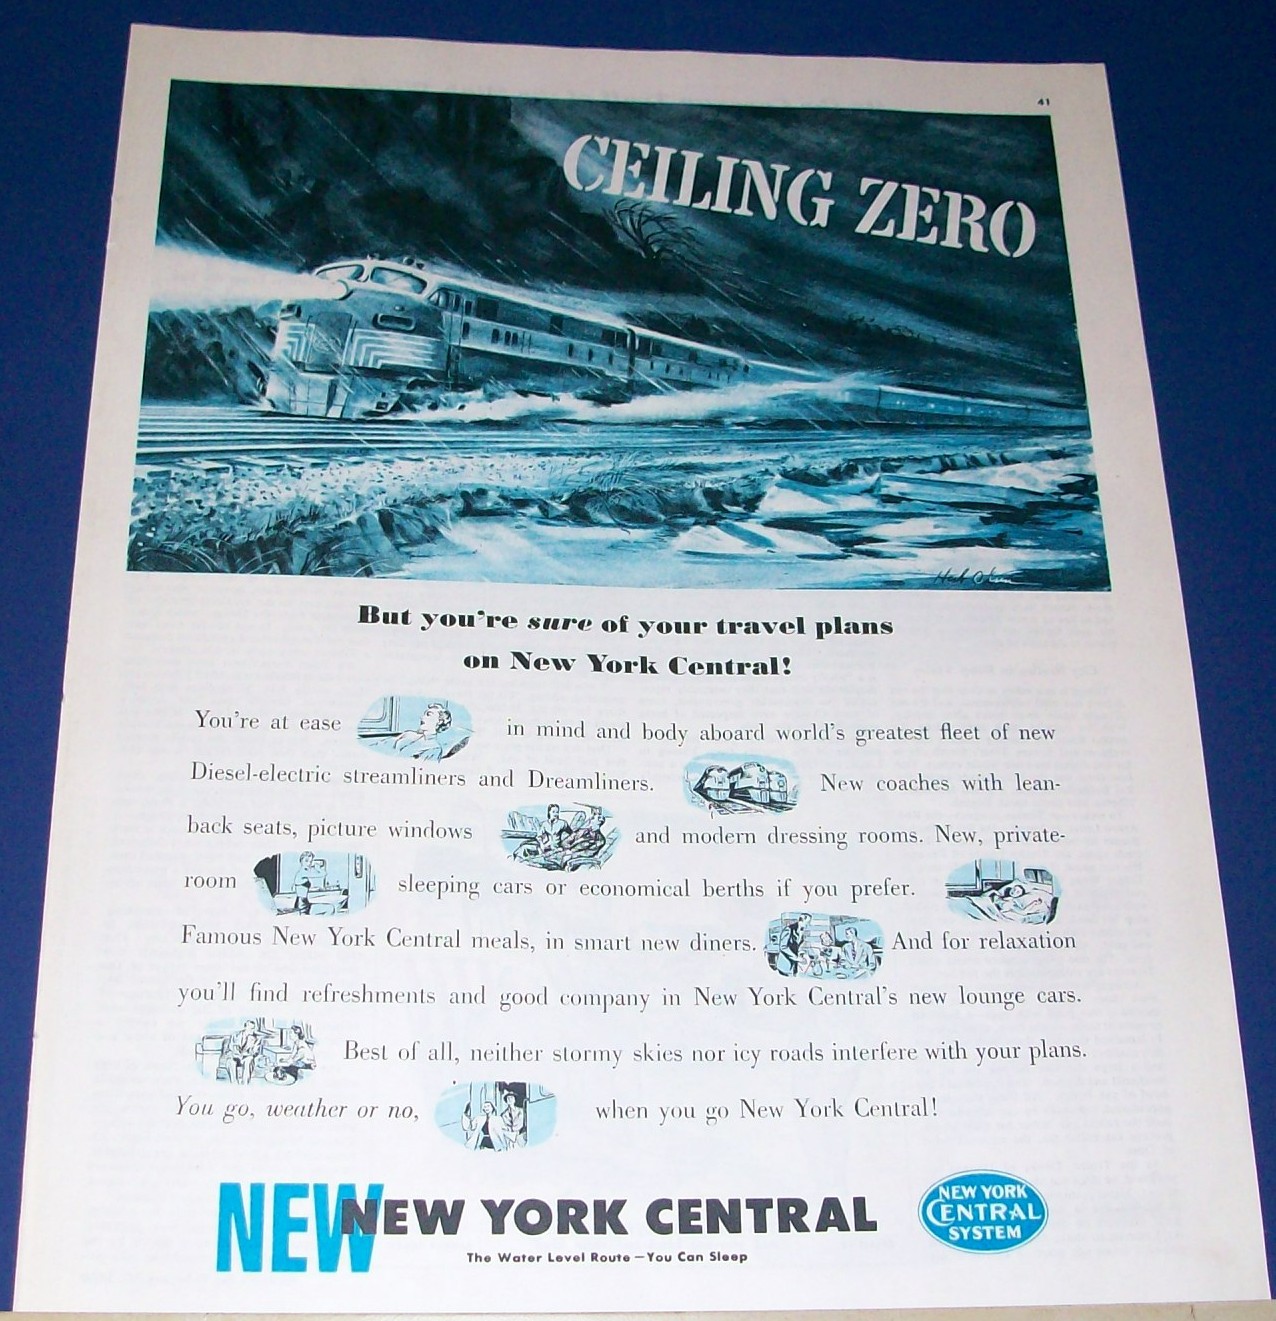 41
CEILING ZERO
But you're sure of your travel plans
on New York Central!
You're at ease in mind and body aboard world's greatest fleet of new
Diesel-electric streamliners and Dreamliners. New coaches with lean-
back seats, picture windows and modern dressing rooms. New, private-
room sleeping cars or economical berths if you prefer.
Famous New York Central meals, in smart new diners. And for relaxation
you'll find refreshments and good company in New York Central's new lounge cars.
Best of all, neither stormy skies nor icy roads interfere with your plans.
You go, weather or no, when you go New York Central!
NEW NEW YORK CENTRAL
The Water Level Route—You Can Sleep
NEW YORK
CENTRAL
SYSTEM